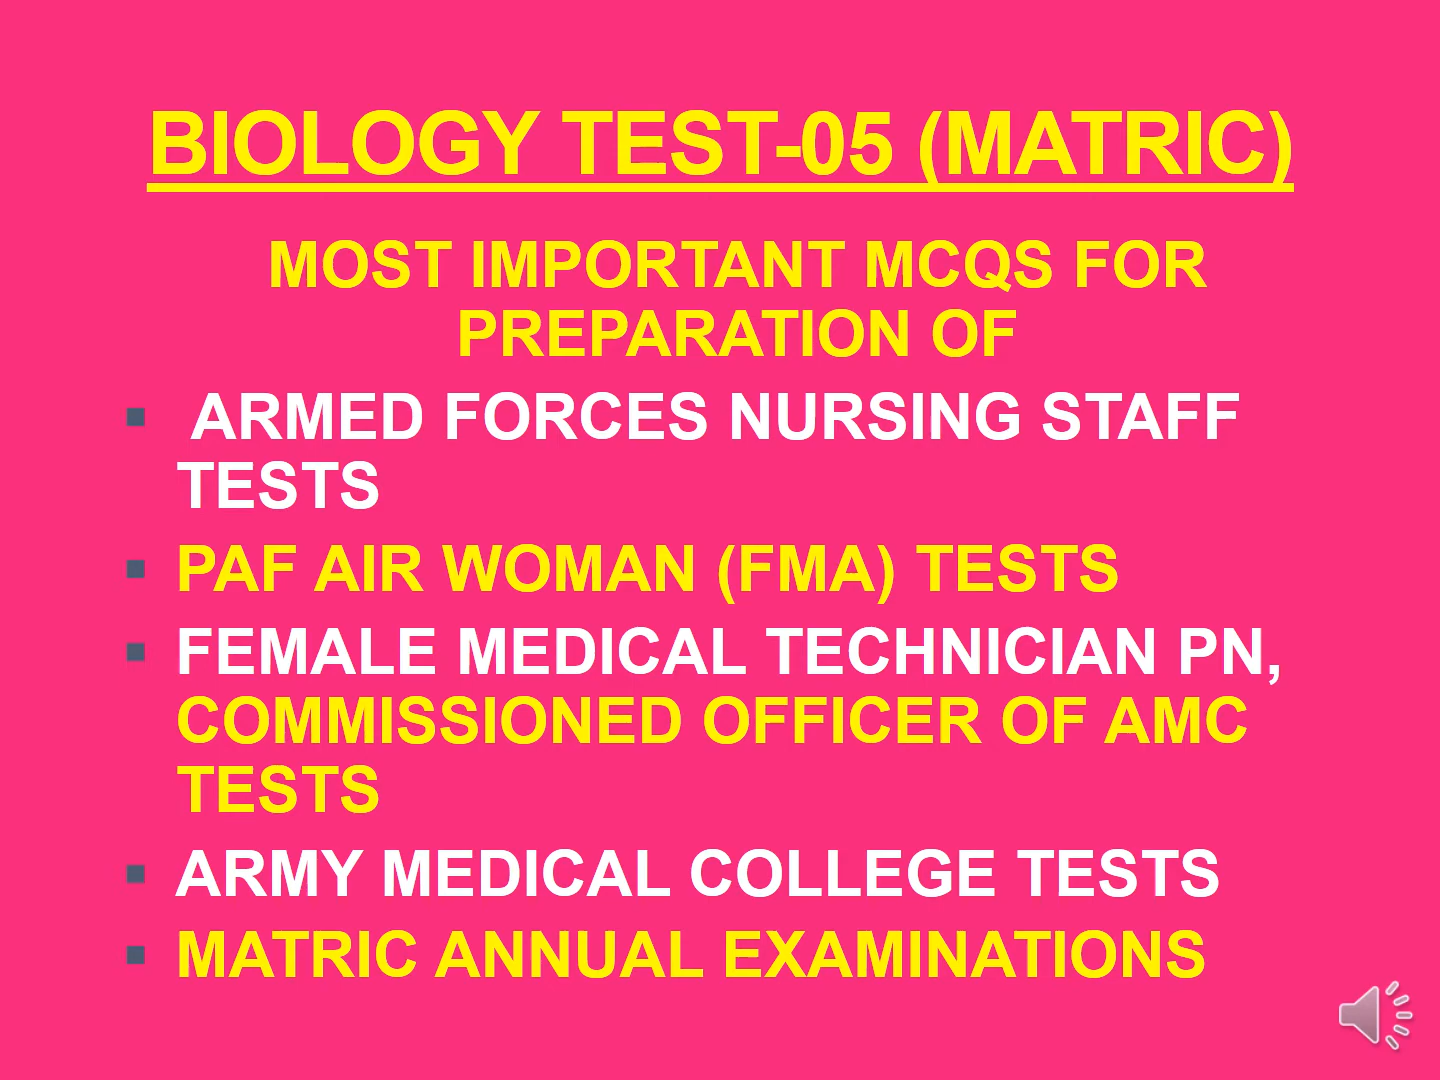 BIOLOGY TEST-05 (MATRIC)
MOST IMPORTANT MCQS FOR
PREPARATION OF
▪ ARMED FORCES NURSING STAFF
TESTS
▪ PAF AIR WOMAN (FMA) TESTS
▪ FEMALE MEDICAL TECHNICIAN PN,
COMMISSIONED OFFICER OF AMC
TESTS
▪ ARMY MEDICAL COLLEGE TESTS
▪ MATRIC ANNUAL EXAMINATIONS